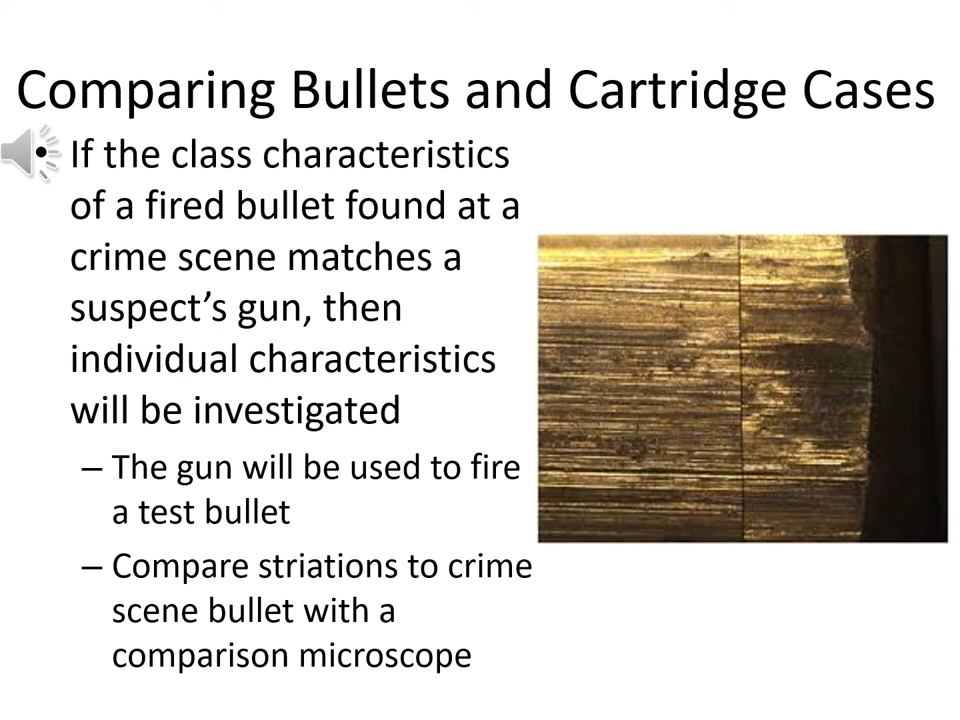 Comparing Bullets and Cartridge Cases
• If the class characteristics
of a fired bullet found at a
crime scene matches a
suspect’s gun, then
individual characteristics
will be investigated
– The gun will be used to fire
a test bullet
– Compare striations to crime
scene bullet with a
comparison microscope